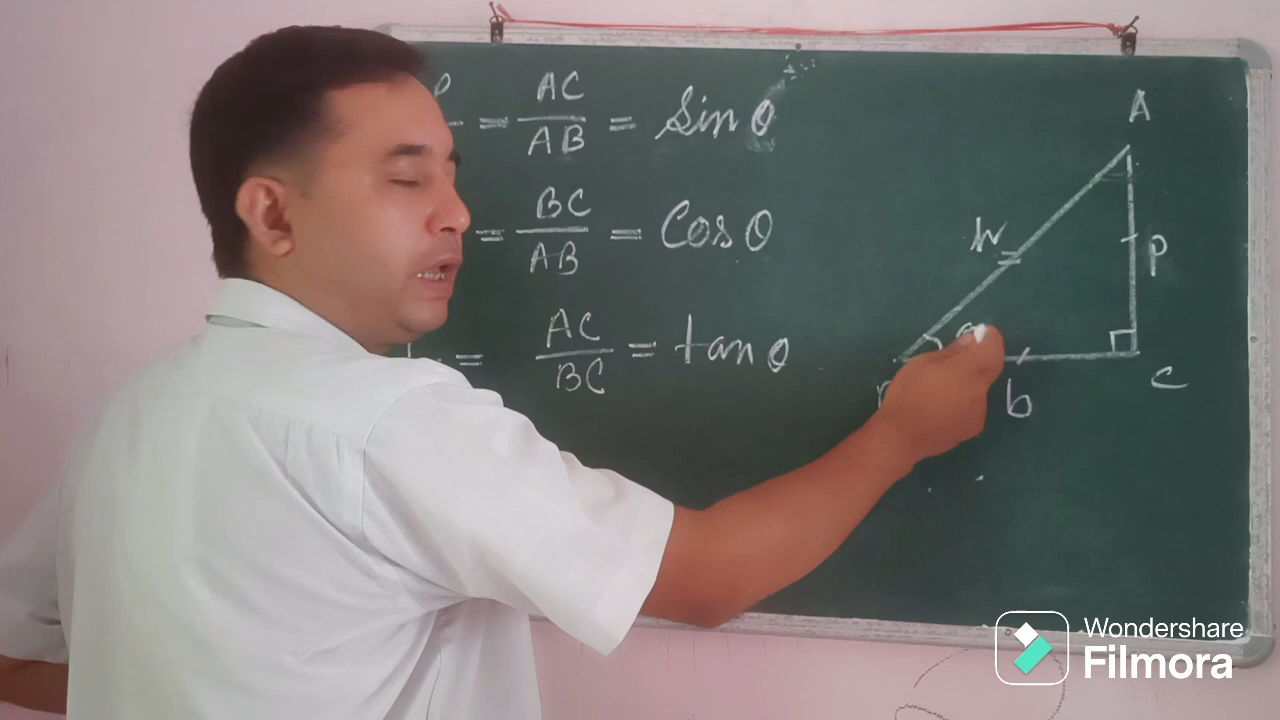 P = AC/AB = Sin θ
= BC/AB = Cos θ
= AC/BC = tan θ
A
h
P
b
C
Wondershare
Filmora